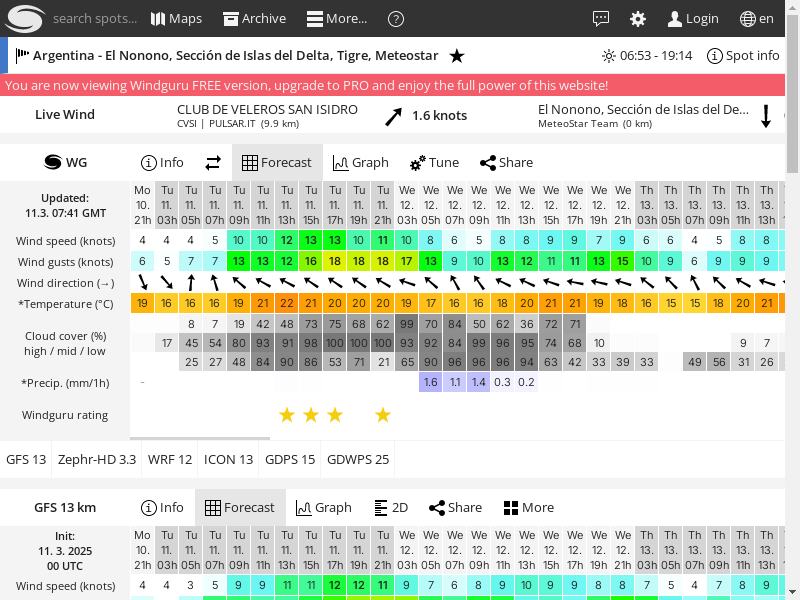 search spots... Maps Archive More... ? Login en
Argentina - El Nonono, Sección de Islas del Delta, Tigre, Meteostar 06:53 - 19:14 Spot info
You are now viewing Windguru FREE version, upgrade to PRO and enjoy the full power of this website!
Live Wind CLUB DE VELEROS SAN ISIDRO 1.6 knots El Nonono, Sección de Islas del De...
CVSI | PULSAR.IT (9.9 km) MeteoStar Team (0 km)
WG Info Forecast Graph Tune Share
Updated: Mo Tu Tu Tu Tu Tu Tu Tu Tu Tu Tu We We We We We We We We We We Th Th Th Th Th Th
11.3. 07:41 GMT 10. 11. 11. 11. 11. 11. 11. 11. 11. 11. 11. 12. 12. 12. 12. 12. 12. 12. 12. 12. 12. 13. 13. 13. 13. 13. 13.
21h 03h 05h 07h 09h 11h 13h 15h 17h 19h 21h 03h 05h 07h 09h 11h 13h 15h 17h 19h 21h 03h 05h 07h 09h 11h 13h
Wind speed (knots) 4 4 4 5 10 10 12 13 13 10 11 10 8 6 5 8 8 9 9 7 9 6 6 4 5 8 8
Wind gusts (knots) 6 5 7 7 13 13 12 16 18 18 18 17 13 9 10 13 12 11 11 13 15 10 9 6 9 9 9
Wind direction (→)
*Temperature (°C) 19 16 16 16 19 21 22 21 20 20 20 19 17 16 16 18 20 21 21 19 18 16 15 15 18 20 21
Cloud cover (%) 8 7 19 42 48 73 75 68 62 99 70 84 50 62 36 72 71
high / mid / low 17 45 54 80 93 91 98 100 100 100 93 92 84 99 96 95 74 68 10 9 7
25 27 48 84 90 86 53 71 21 65 90 96 96 96 94 63 42 33 39 33 49 56 31 26
*Precip. (mm/1h) - 1.6 1.1 1.4 0.3 0.2
Windguru rating
GFS 13 Zephr-HD 3.3 WRF 12 ICON 13 GDPS 15 GDWPS 25
GFS 13 km Info Forecast Graph 2D Share More
Init: Mo Tu Tu Tu Tu Tu Tu Tu Tu Tu Tu We We We We We We We We We We Th Th Th Th Th Th
11. 3. 2025 10. 11. 11. 11. 11. 11. 11. 11. 11. 11. 11. 12. 12. 12. 12. 12. 12. 12. 12. 12. 12. 13. 13. 13. 13. 13. 13.
00 UTC 21h 03h 05h 07h 09h 11h 13h 15h 17h 19h 21h 03h 05h 07h 09h 11h 13h 15h 17h 19h 21h 03h 05h 07h 09h 11h 13h
Wind speed (knots) 4 4 3 5 9 9 11 11 12 12 11 9 7 6 8 9 10 9 9 8 8 7 5 4 7 8 9